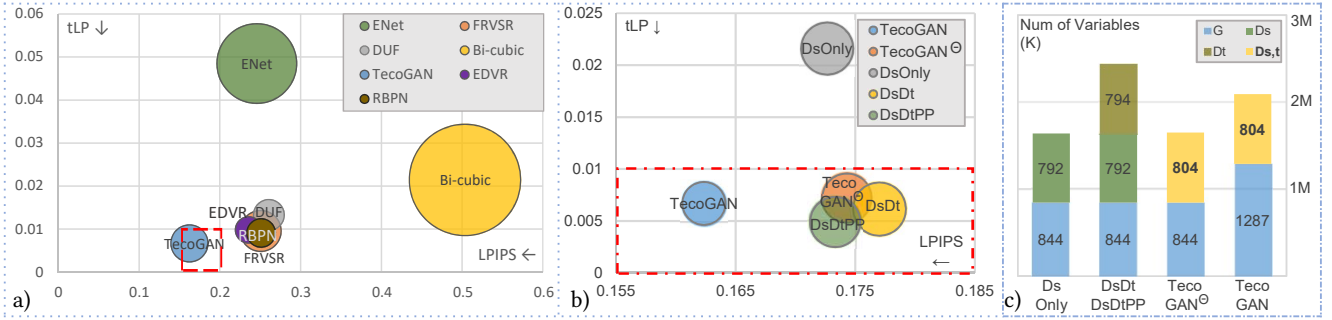 tLP ↓
ENet
FRVSR
DUF
Bi-cubic
TecoGAN
EDVR
RBPN
0.06
0.05
0.04
0.03
0.02
0.01
0
ENet
Bi-cubic
EDVR
DUF
RBPN
TecoGAN
FRVSR
LPIPS ←
a)
0
0.1
0.2
0.3
0.4
0.5
0.6
tLP ↓
TecoGAN
TecoGAN⊖
DsOnly
DsDt
DsDtPP
0.025
0.02
0.015
0.01
0.005
0
DsOnly
TecoGAN
Teco
GAN⊖
DsDt
DsDtPP
LPIPS
←
b)
0.155
0.165
0.175
0.185
Num of Variables
(K)
G
Ds
Dt
Ds,t
3M
2M
1M
792
844
794
792
844
804
844
804
1287
c)
Ds
Only
DsDt
DsDtPP
Teco
GAN⊖
Teco
GAN